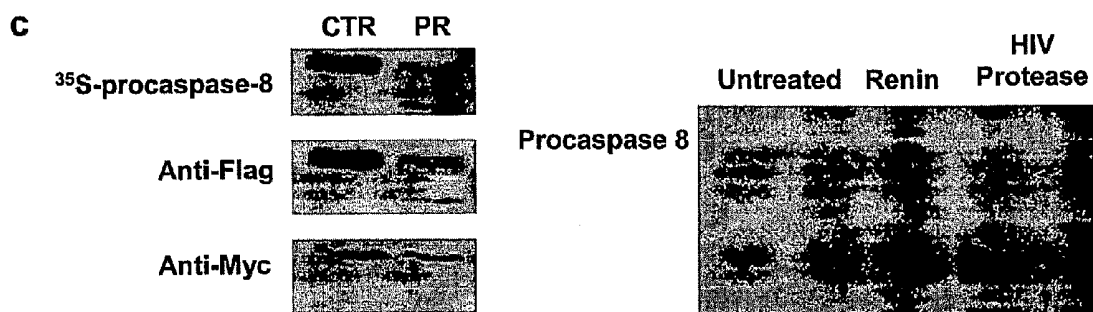 C
CTR PR
³⁵S-procaspase-8
Anti-Flag
Anti-Myc
HIV
Untreated Renin Protease
Procaspase 8